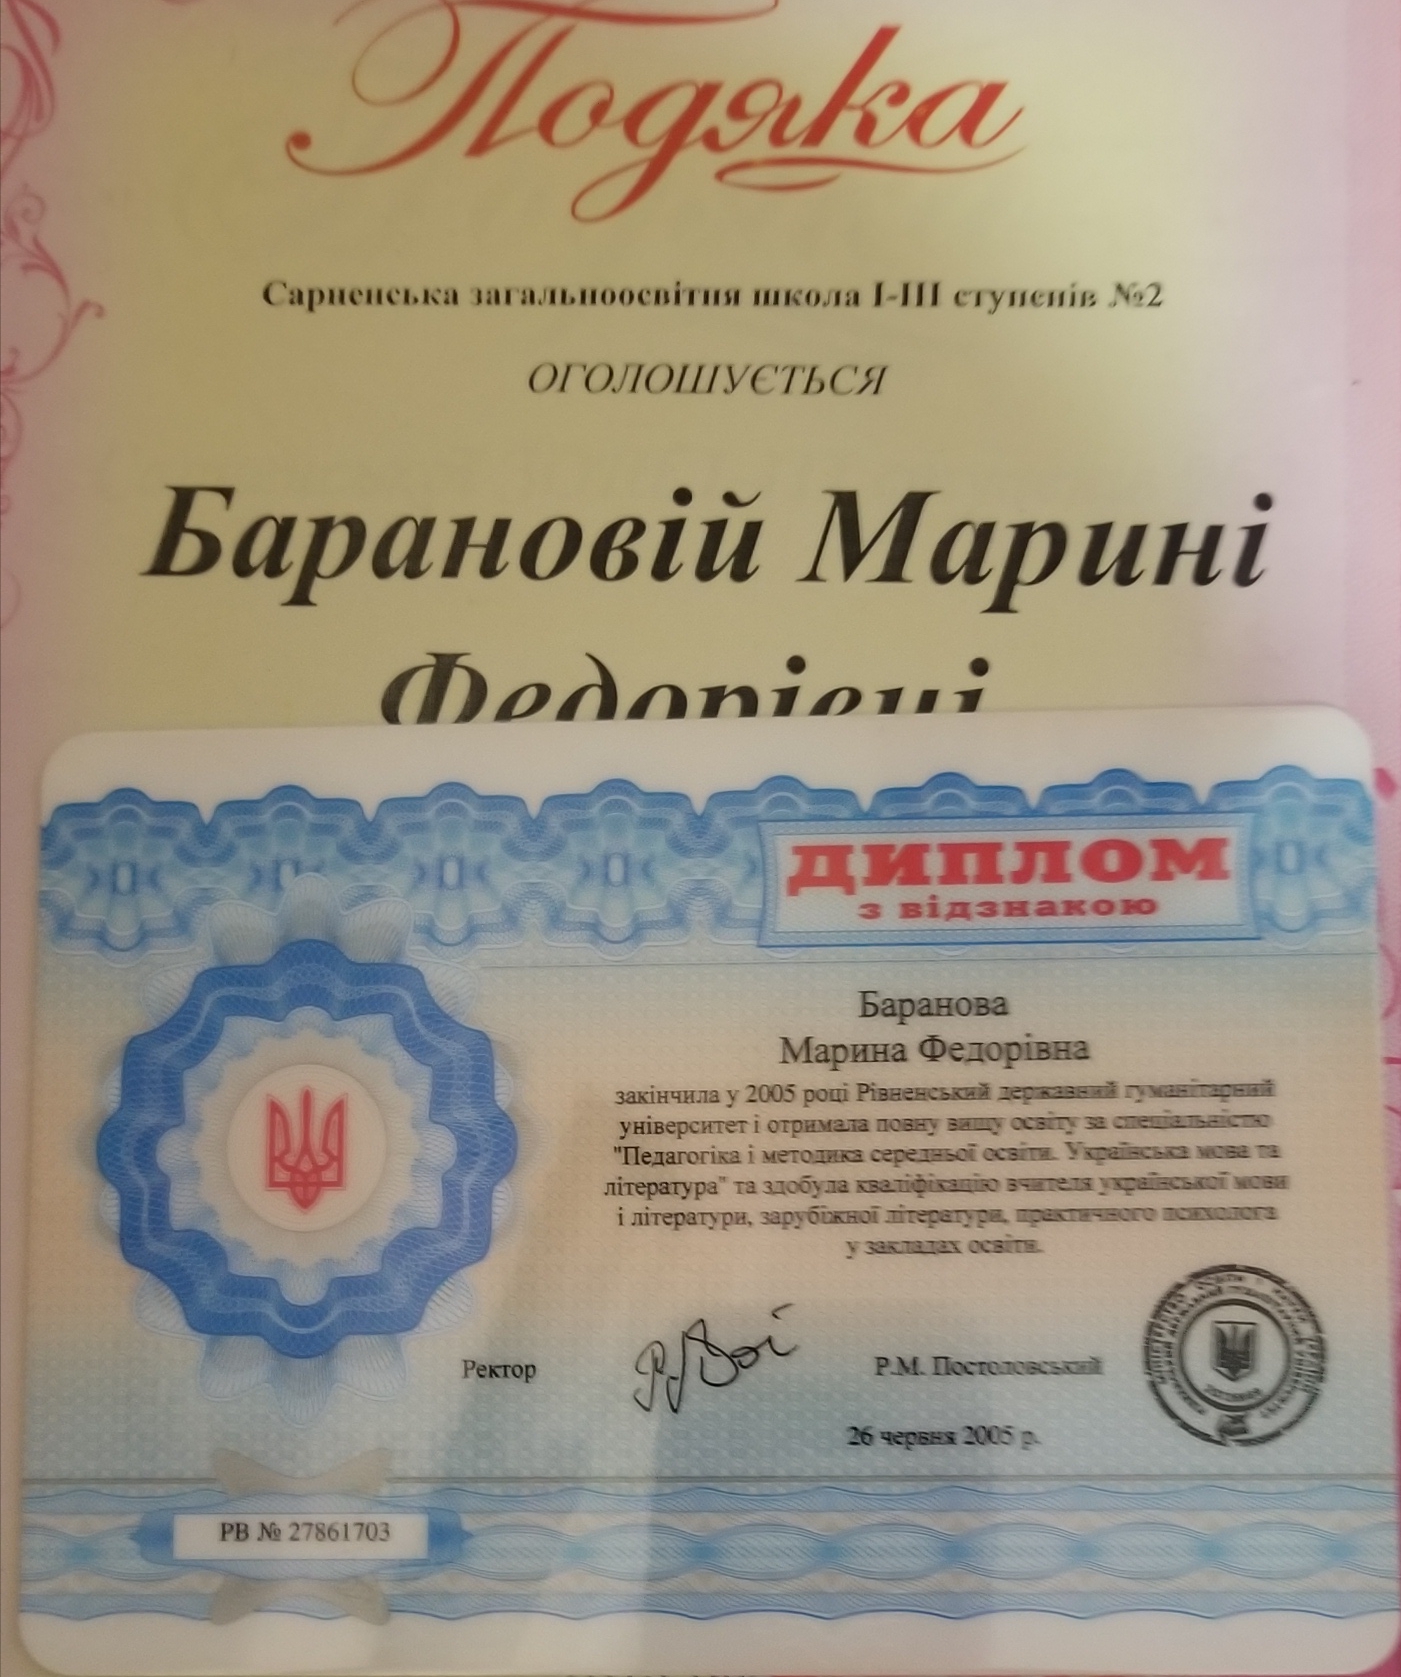 Подяка
Сарненська загальноосвітня школа І-ІІІ ступенів №2
ОГОЛОШУЄТЬСЯ
Барановій Марині
Федорівні
ДИПЛОМ
з відзнакою
Баранова
Марина Федорівна
закінчила у 2005 році Рівненський державний гуманітарний
університет і отримала повну вищу освіту за спеціальністю
"Педагогіка і методика середньої освіти. Українська мова та
література" та здобула кваліфікацію вчителя української мови
і літератури, зарубіжної літератури, практичного психолога
у закладах освіти.
Ректор
Р.М. Постоловський
26 червня 2005 р.
РВ № 27861703